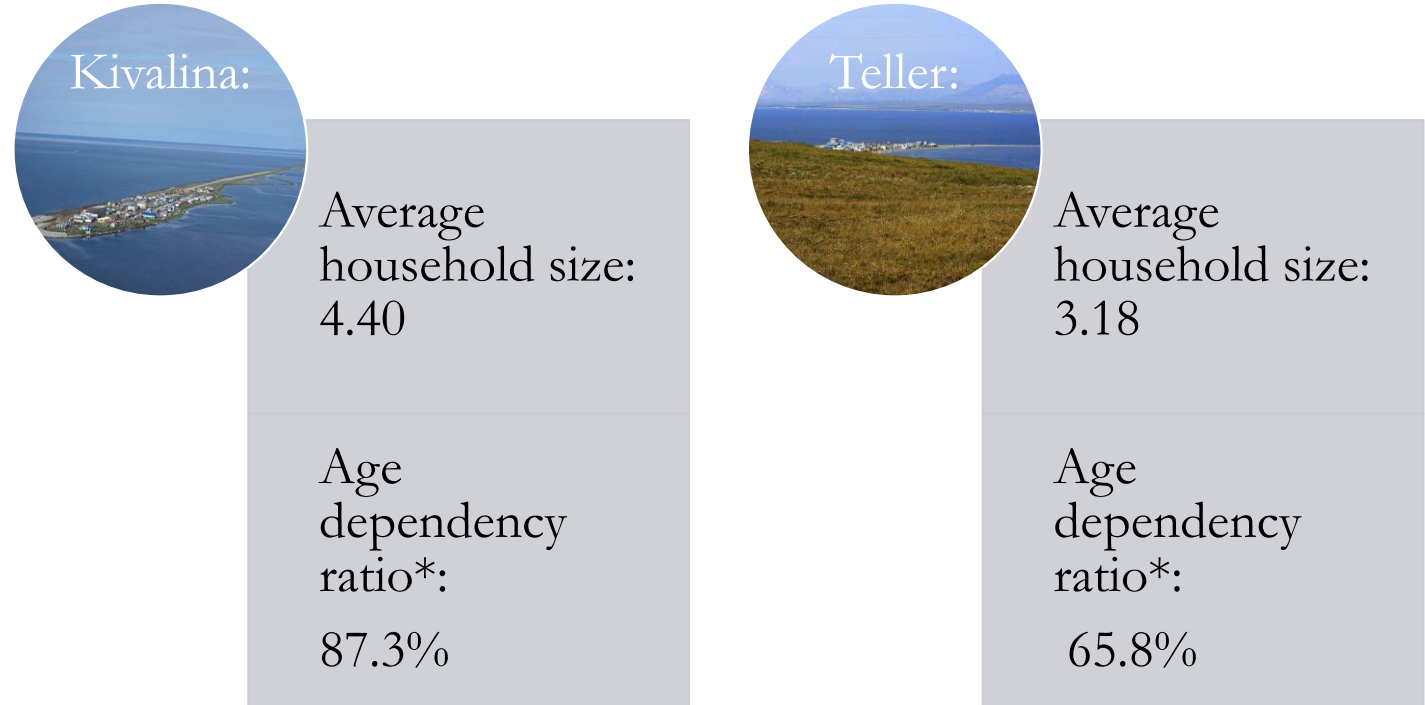 Kivalina:
Average
household size:
4.40
Age
dependency
ratio*:
87.3%
Teller:
Average
household size:
3.18
Age
dependency
ratio*:
65.8%